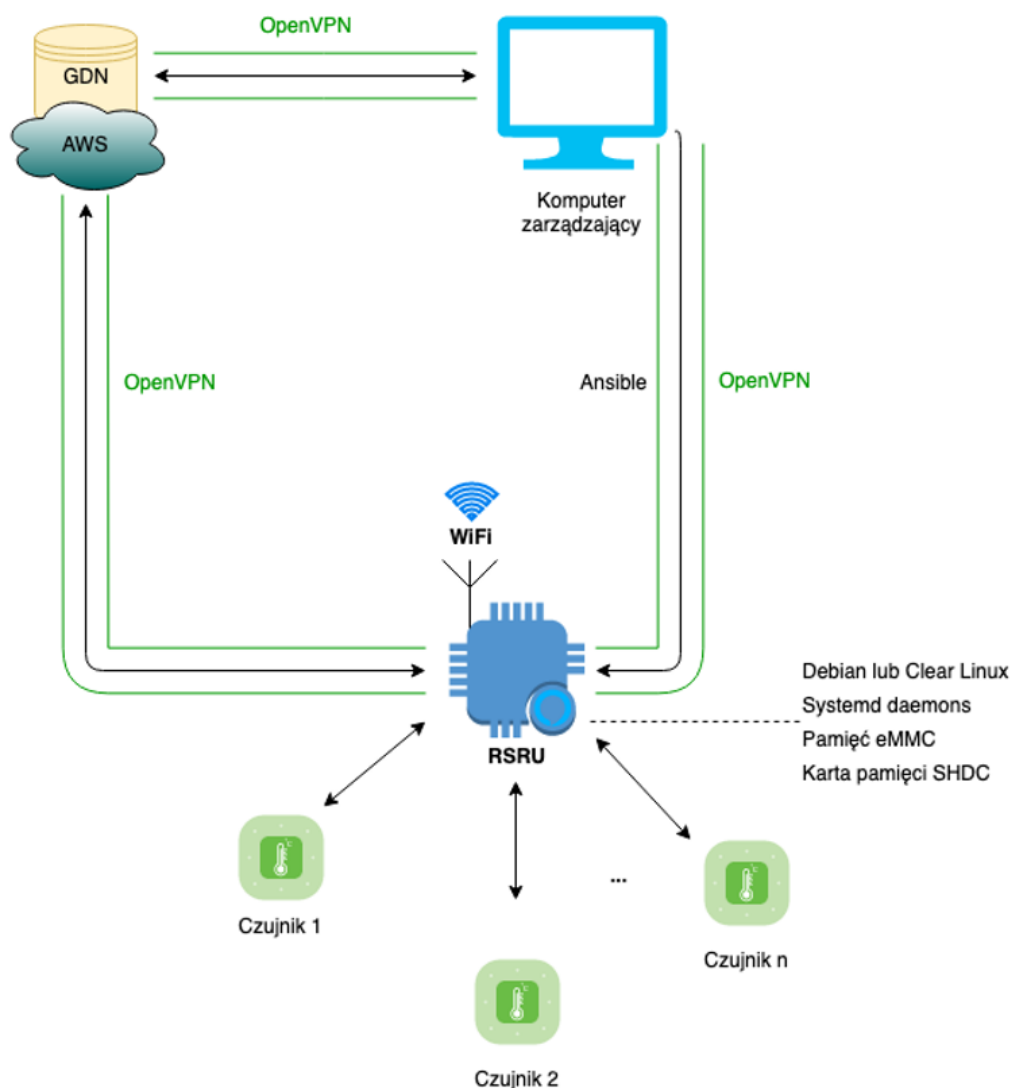 OpenVPN
GDN
AWS
Komputer
zarządzający
OpenVPN
Ansible
OpenVPN
WiFi
RSRU
Debian lub Clear Linux
Systemd daemons
Pamięć eMMC
Karta pamięci SHDC
Czujnik 1
...
Czujnik n
Czujnik 2